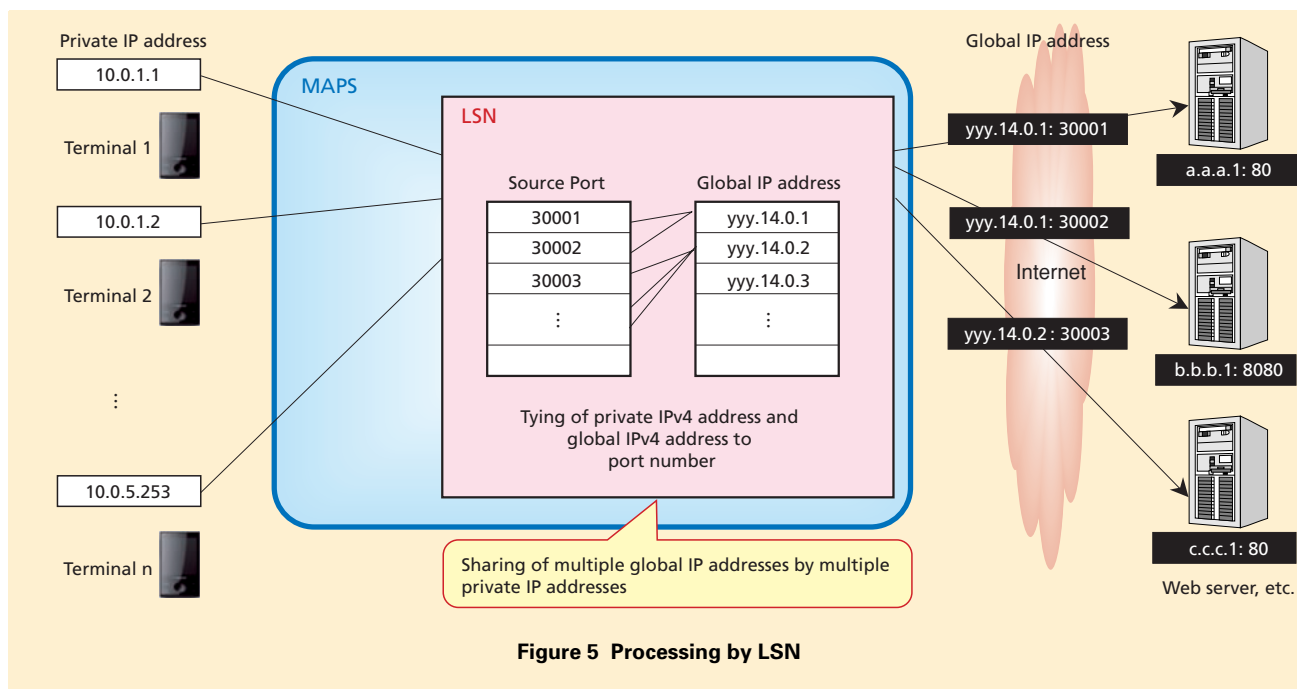 Private IP address
10.0.1.1
Terminal 1
10.0.1.2
Terminal 2
⋮
10.0.5.253
Terminal n
MAPS
LSN
Source Port
30001
30002
30003
⋮
Global IP address
yyy.14.0.1
yyy.14.0.2
yyy.14.0.3
⋮
Tying of private IPv4 address and
global IPv4 address to
port number
Sharing of multiple global IP addresses by multiple
private IP addresses
Global IP address
yyy.14.0.1: 30001
yyy.14.0.1: 30002
Internet
yyy.14.0.2 : 30003
a.a.a.1: 80
b.b.b.1: 8080
c.c.c.1: 80
Web server, etc.
Figure 5 Processing by LSN